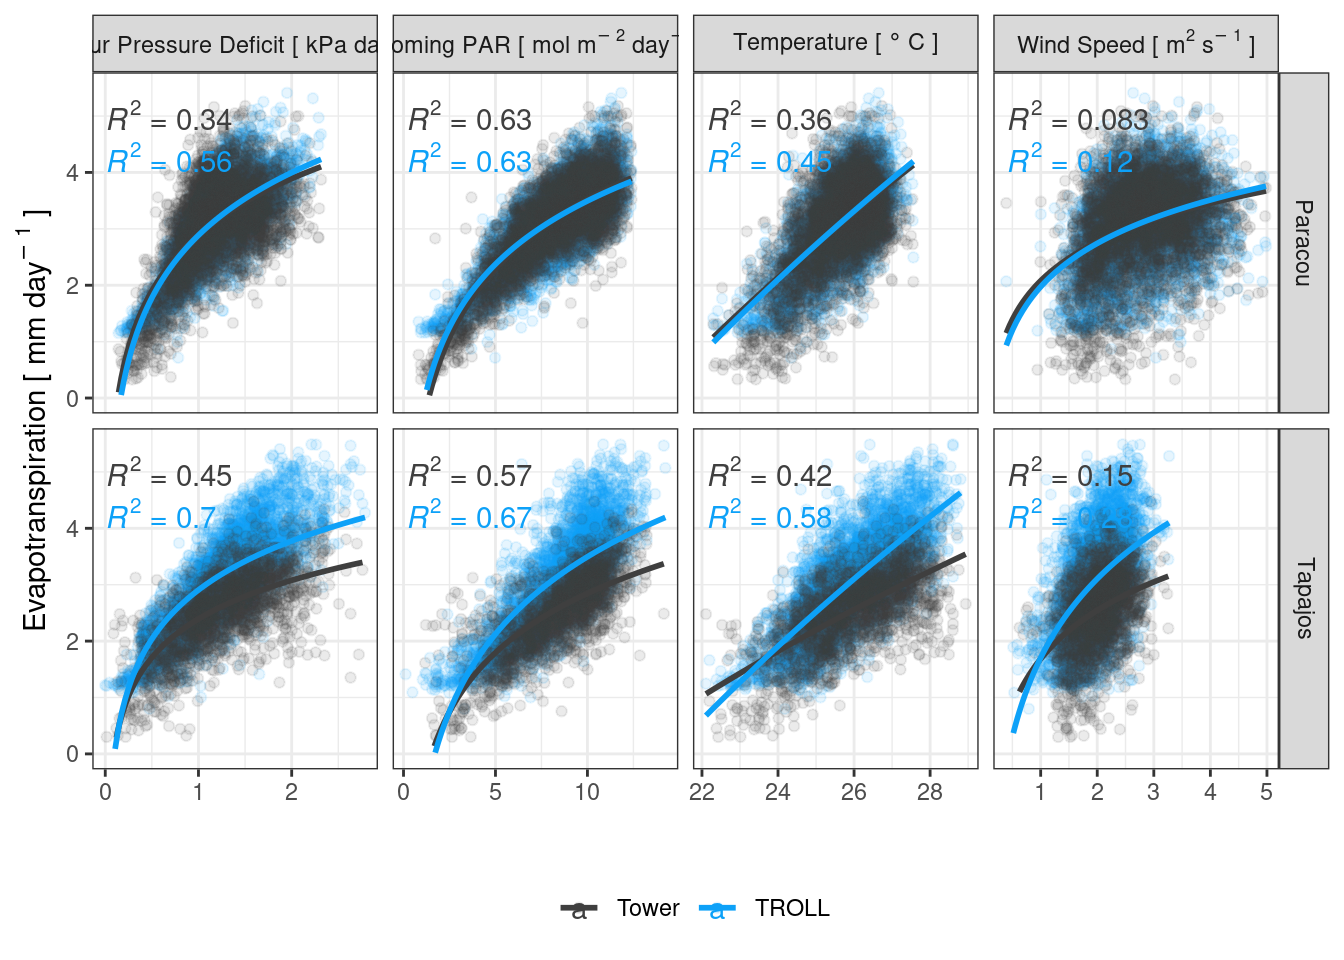 ur Pressure Deficit [ kPa da
oming PAR [ mol m⁻ ² day⁻
Temperature [ ° C ]
Wind Speed [ m² s⁻ ¹ ]
Evapotranspiration [ mm day⁻ ¹ ]
R² = 0.34
R² = 0.56
R² = 0.63
R² = 0.63
R² = 0.36
R² = 0.45
R² = 0.083
R² = 0.12
Paracou
4
2
0
R² = 0.45
R² = 0.7
R² = 0.57
R² = 0.67
R² = 0.42
R² = 0.58
R² = 0.15
R² = 0.28
Tapajos
4
2
0
0 1 2
0 5 10
22 24 26 28
1 2 3 4 5
a Tower a TROLL